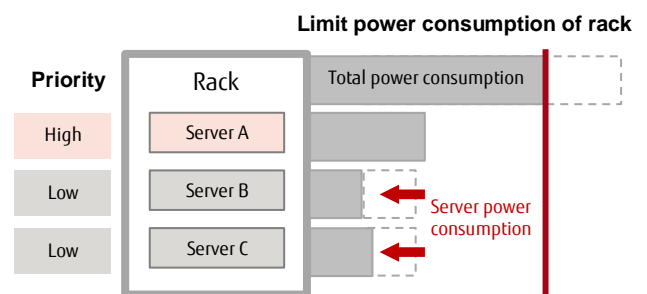 Limit power consumption of rack
Priority
Rack
Total power consumption
High
Server A
Low
Server B
Server power
consumption
Low
Server C